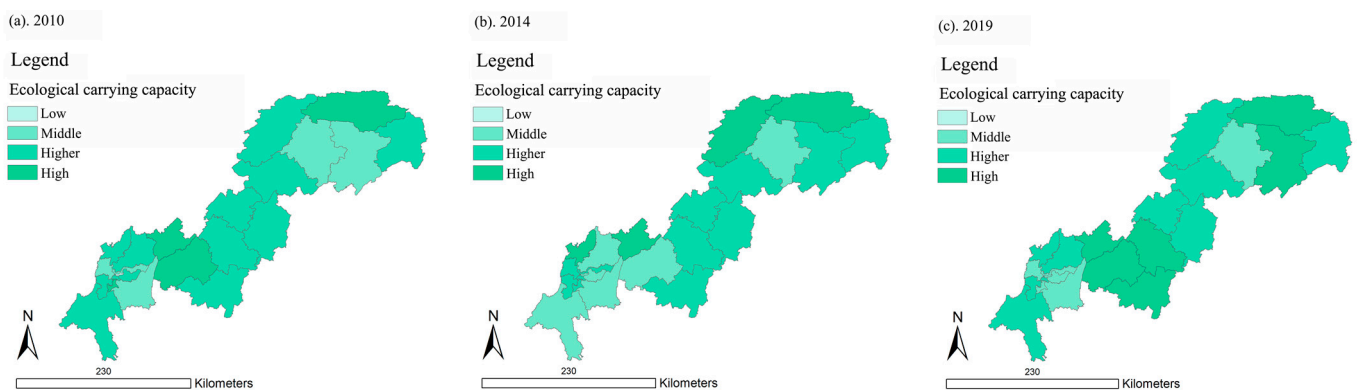 (a). 2010
Legend
Ecological carrying capacity
Low
Middle
Higher
High
N
230
Kilometers
(b). 2014
Legend
Ecological carrying capacity
Low
Middle
Higher
High
N
230
Kilometers
(c). 2019
Legend
Ecological carrying capacity
Low
Middle
Higher
High
N
230
Kilometers